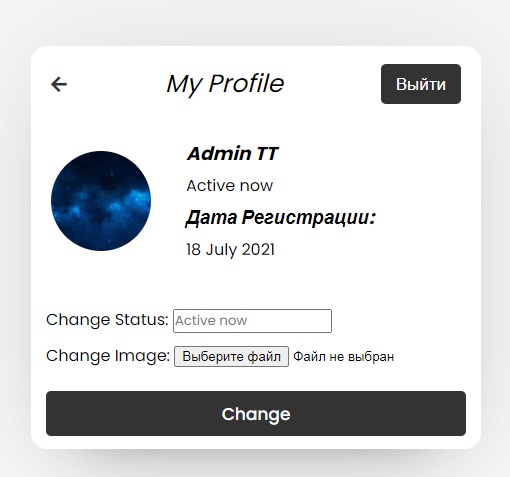 My Profile
Выйти
Admin TT
Active now
Дата Регистрации:
18 July 2021
Change Status: Active now
Change Image: Выберите файл Файл не выбран
Change